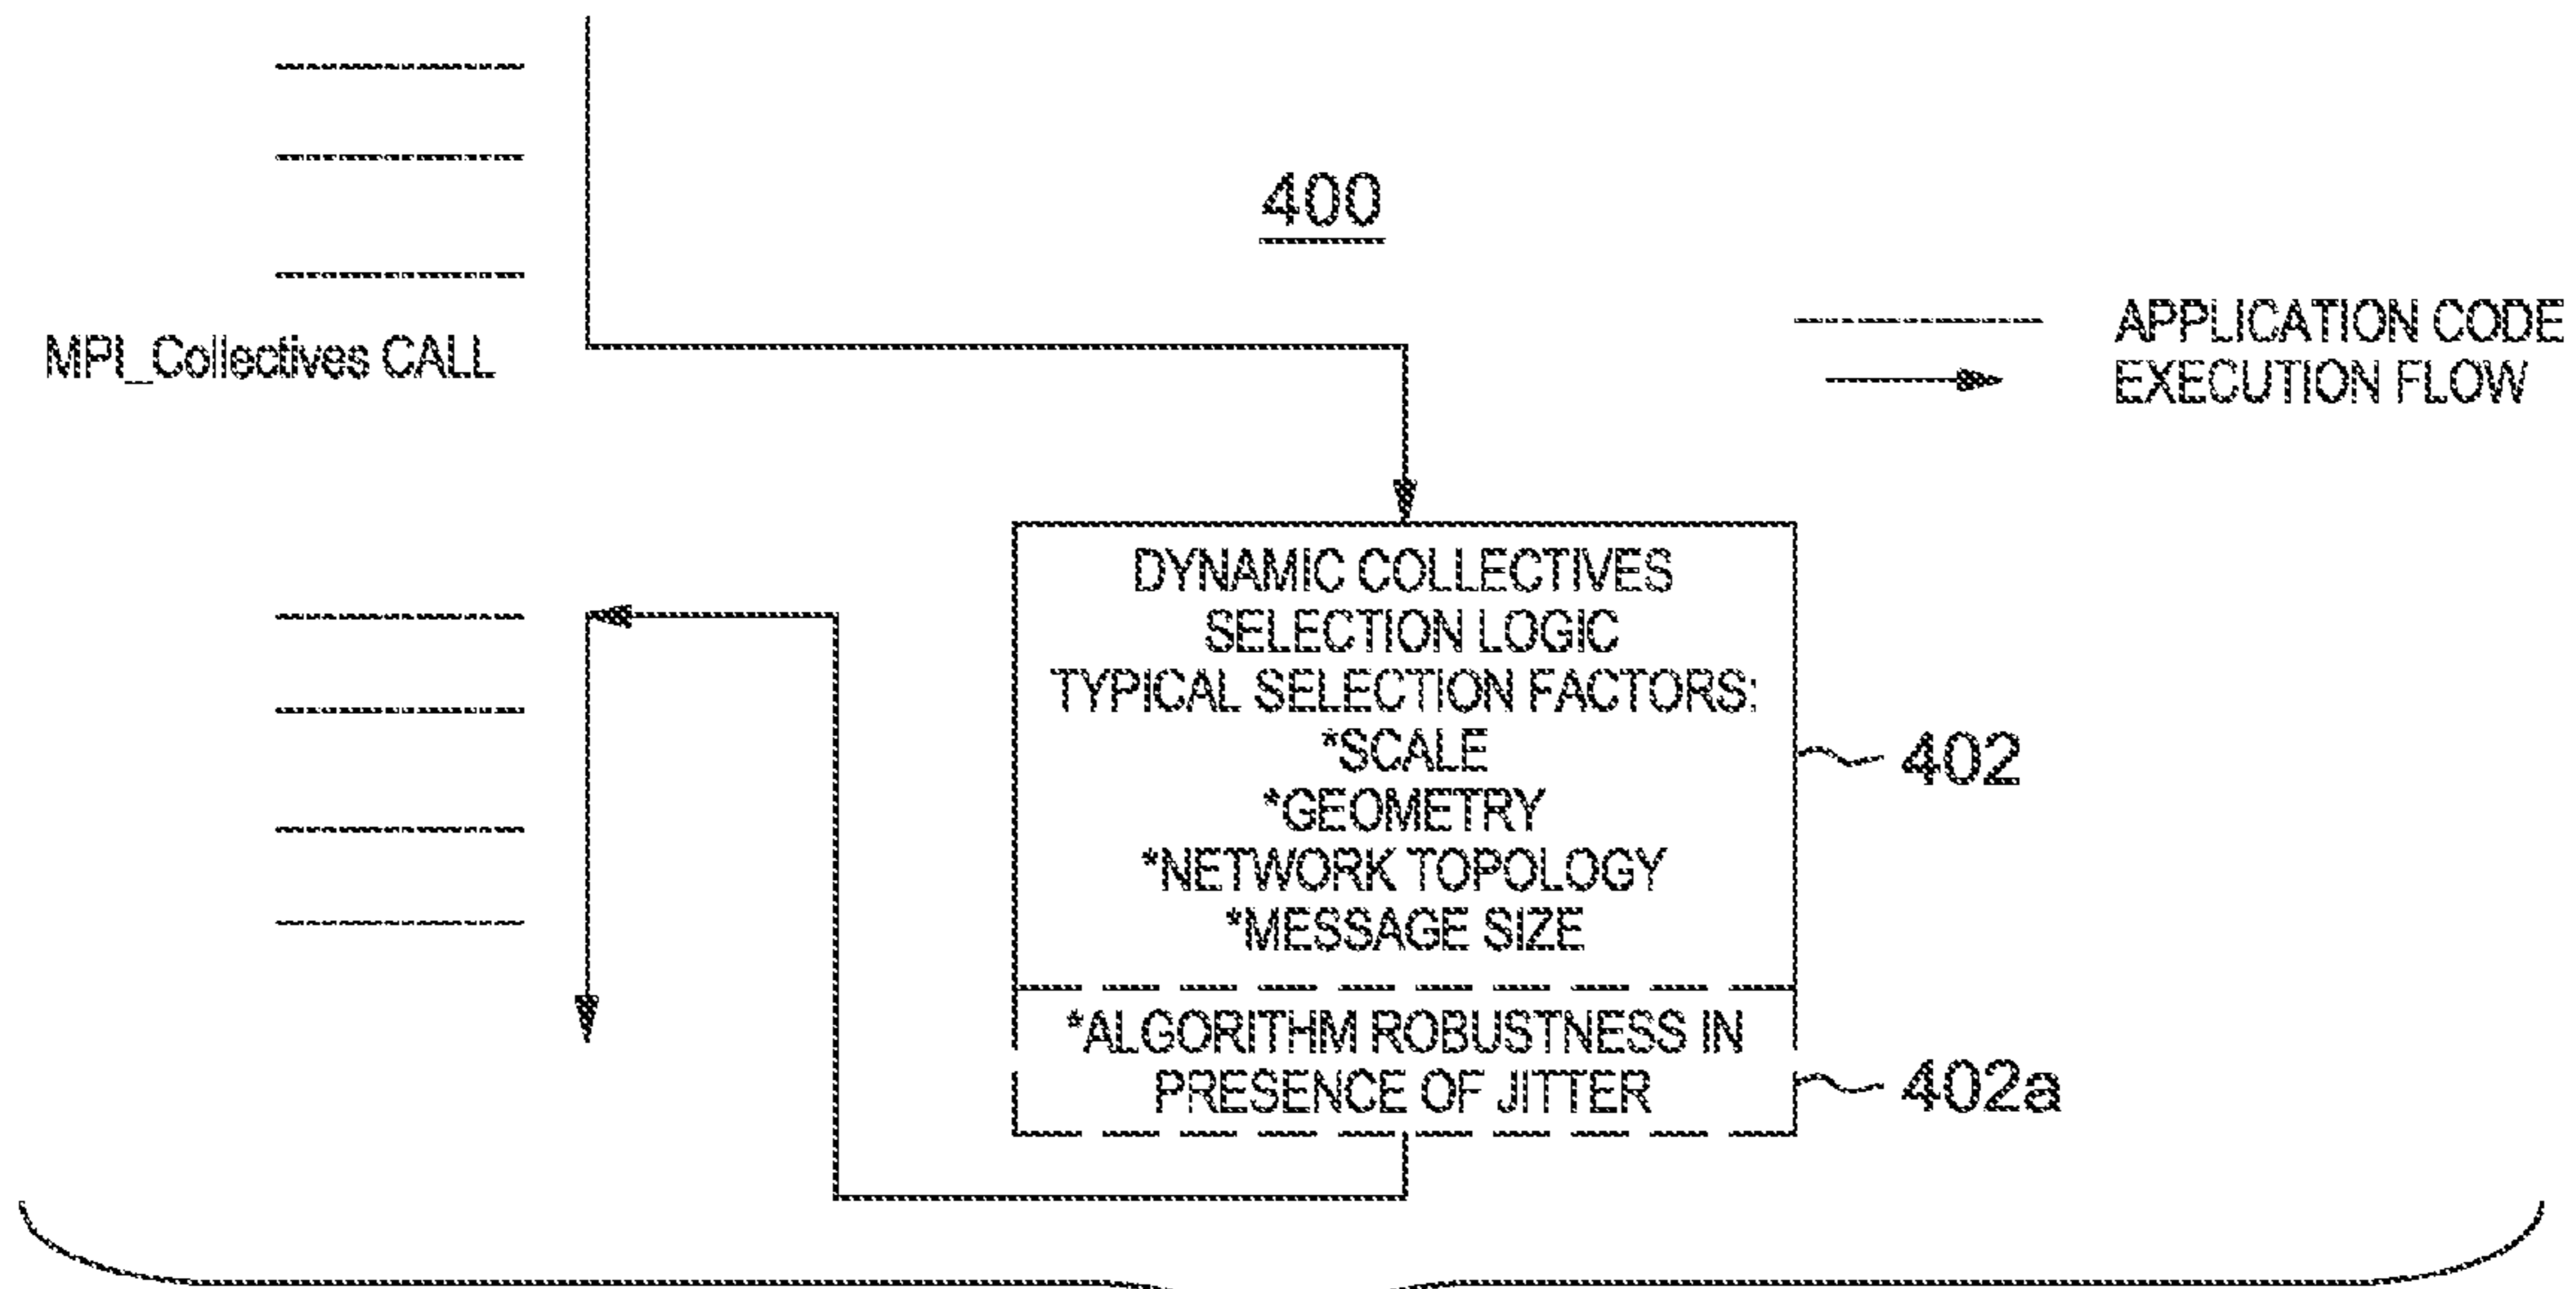 400
MPI_Collectives CALL
APPLICATION CODE
EXECUTION FLOW
DYNAMIC COLLECTIVES
SELECTION LOGIC
TYPICAL SELECTION FACTORS:
*SCALE
*GEOMETRY
*NETWORK TOPOLOGY
*MESSAGE SIZE
402
*ALGORITHM ROBUSTNESS IN
PRESENCE OF JITTER
402a